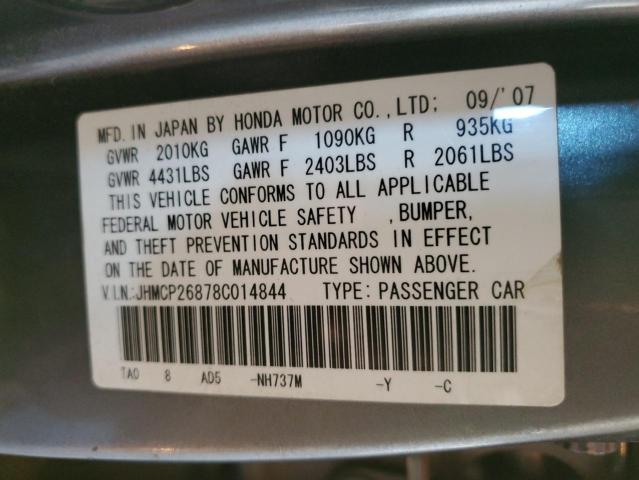 MFD. IN JAPAN BY HONDA MOTOR CO., LTD; 09/'07
GVWR 2010KG GAWR F 1090KG R 935KG
GVWR 4431LBS GAWR F 2403LBS R 2061LBS
THIS VEHICLE CONFORMS TO ALL APPLICABLE
FEDERAL MOTOR VEHICLE SAFETY , BUMPER,
AND THEFT PREVENTION STANDARDS IN EFFECT
ON THE DATE OF MANUFACTURE SHOWN ABOVE.
V.I.N.:JHMCP26878C014844 TYPE: PASSENGER CAR
TA0 8 AD5 -NH737M -Y -C